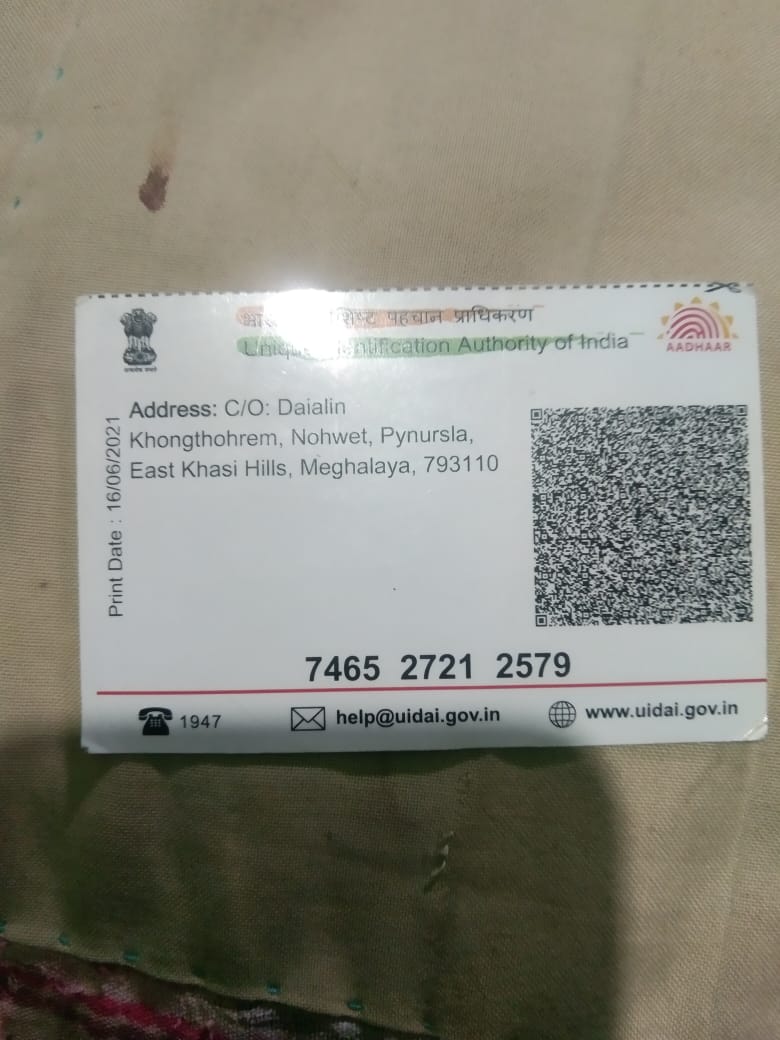 पहचान प्राधिकरण
Authority of India
AADHAAR
Address: C/O: Daialin
Khongthohrem, Nohwet, Pynursla,
East Khasi Hills, Meghalaya, 793110
Print Date : 16/06/2021
7465 2721 2579
1947
help@uidai.gov.in
www.uidai.gov.in